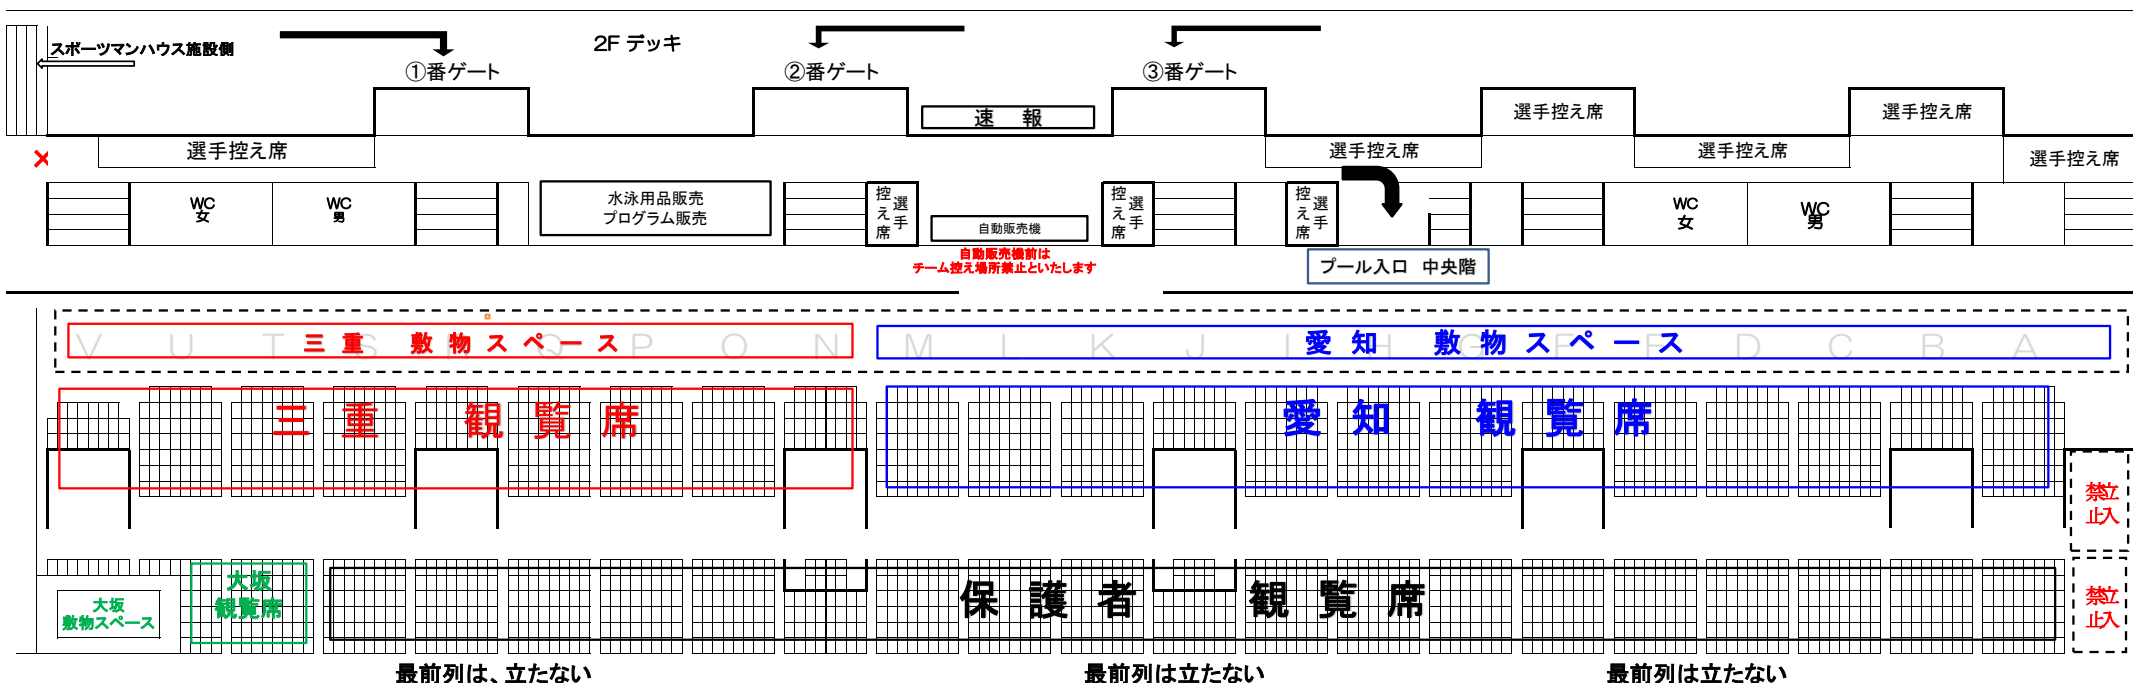 スポーツマンハウス施設側
2F デッキ
①番ゲート
②番ゲート
③番ゲート
速 報
選手控え席
選手控え席
選手控え席
選手控え席
選手控え席
選手控え席
×
WC
女
WC
男
水泳用品販売
プログラム販売
選手
控え席
自動販売機
選手
控え席
選手
控え席
WC
女
WC
男
自動販売機前は
チーム控え場所禁止といたします
プール入口 中央階
V U T S Q P O N M L K J I H G F E D C B A
三重 敷物スペース
愛知 敷物スペース
三重 観覧席
愛知 観覧席
立入
禁止
大坂
敷物スペース
大坂
観覧席
保護者 観覧席
立入
禁止
最前列は、立たない
最前列は立たない
最前列は立たない